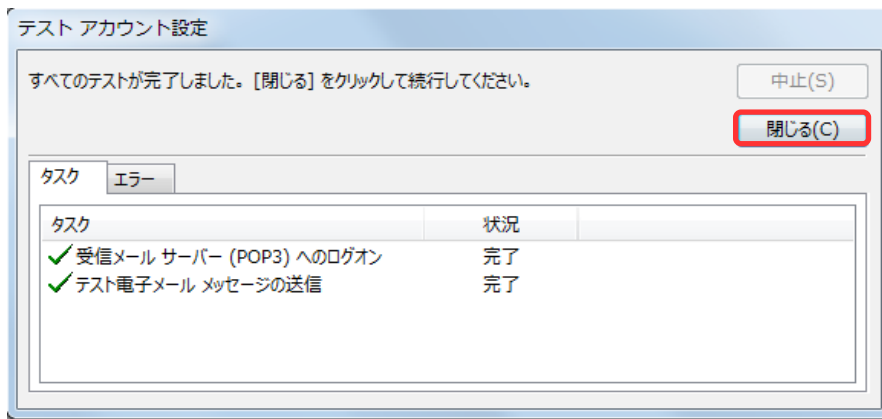 テスト アカウント設定
すべてのテストが完了しました。[閉じる] をクリックして続行してください。
中止(S)
閉じる(C)
タスク エラー
タスク 状況
受信メール サーバー (POP3) へのログオン 完了
テスト電子メール メッセージの送信 完了